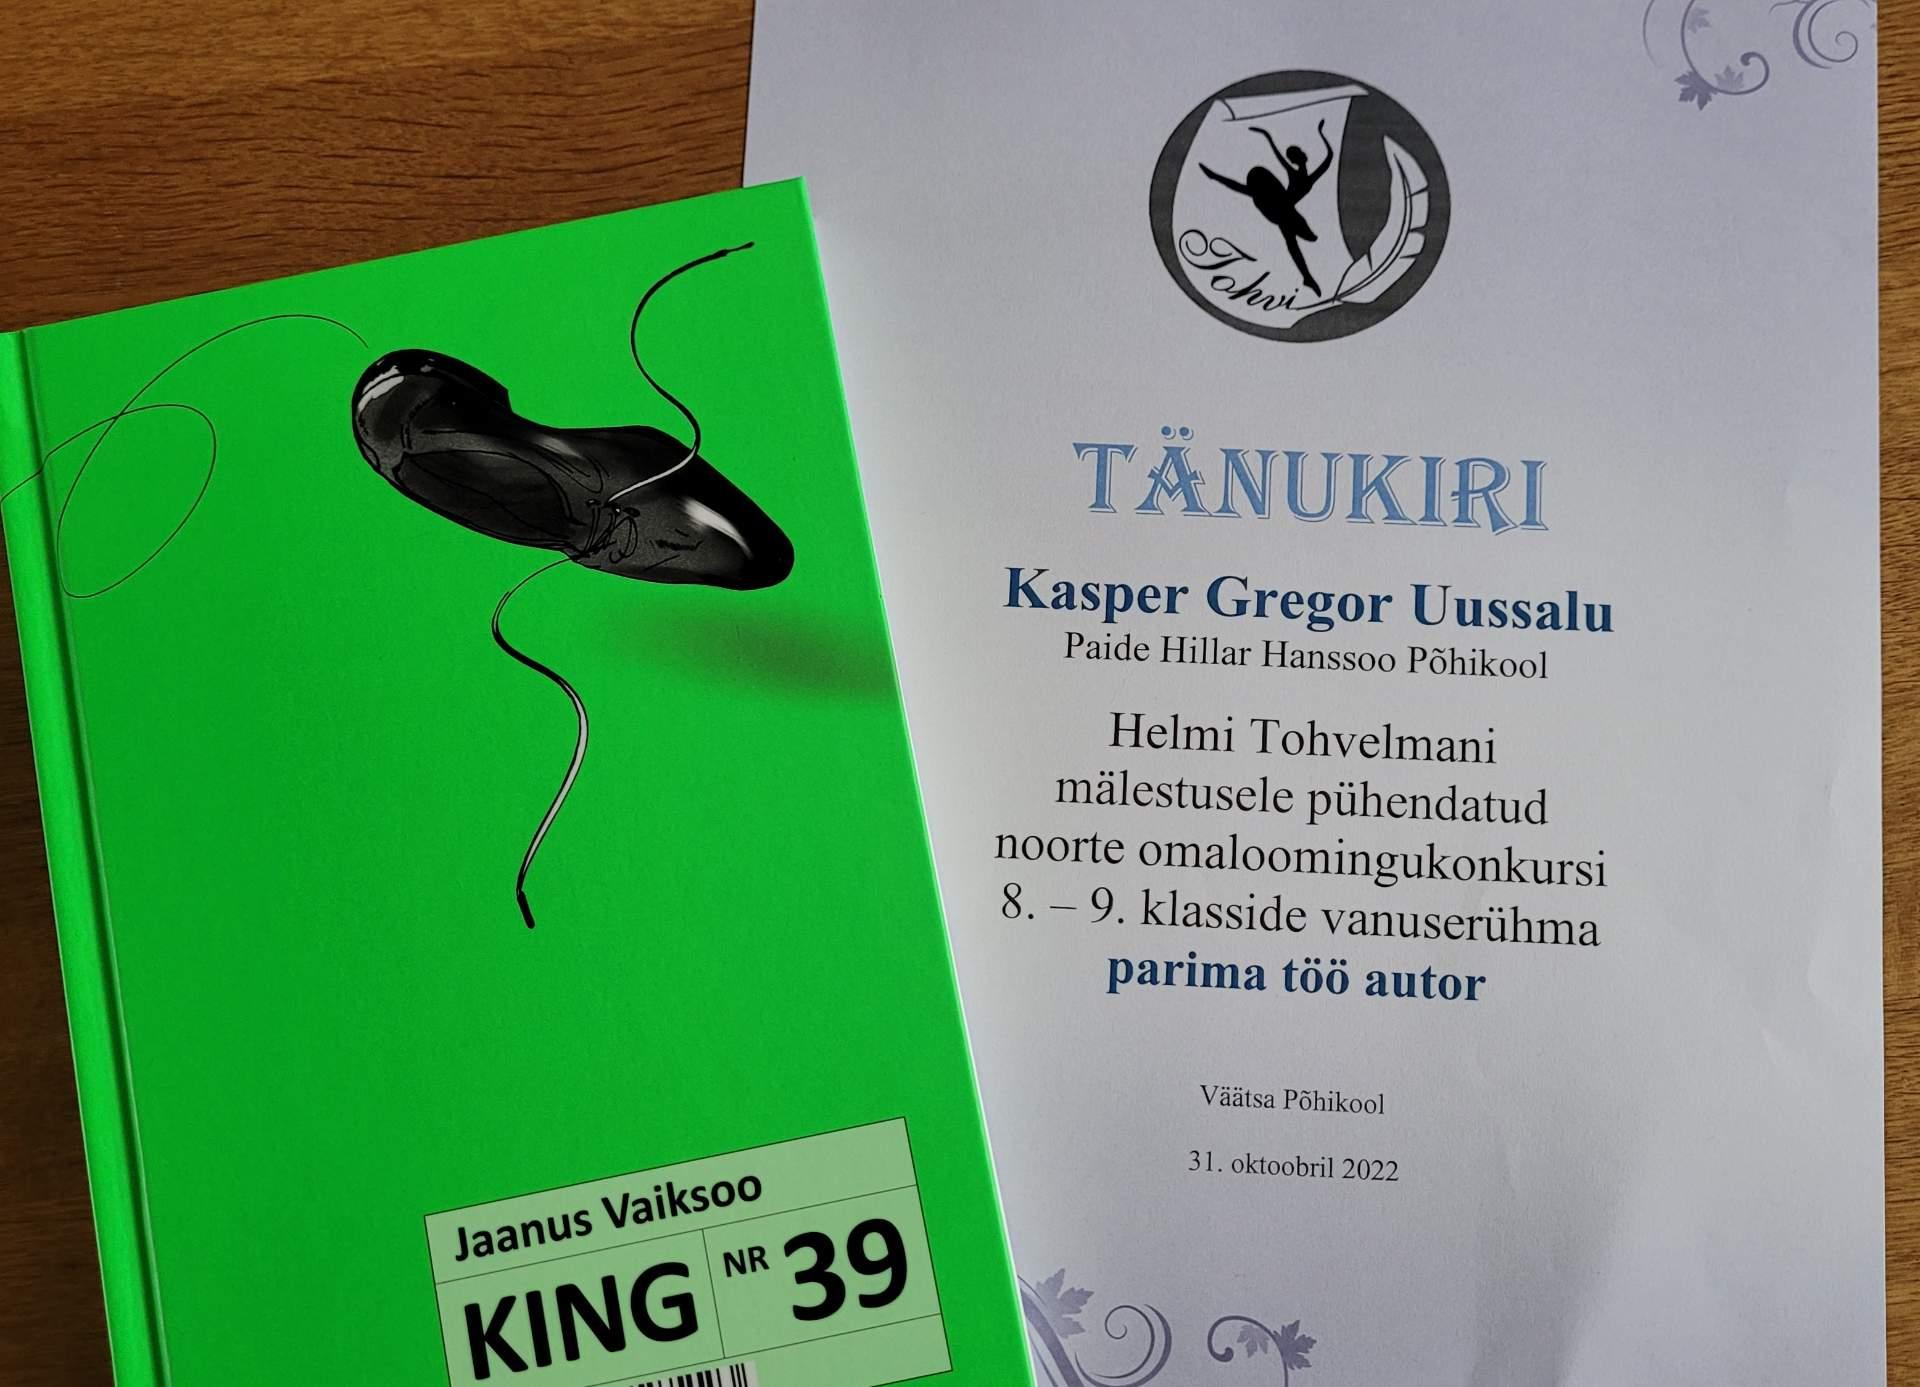 Tohvi
TÄNUKIRI
Kasper Gregor Uussalu
Paide Hillar Hanssoo Põhikool
Helmi Tohvelmani
mälestusele pühendatud
noorte omaloomingukonkursi
8. – 9. klasside vanuserühma
parima töö autor
Väätsa Põhikool
31. oktoobril 2022
Jaanus Vaiksoo
KING NR 39